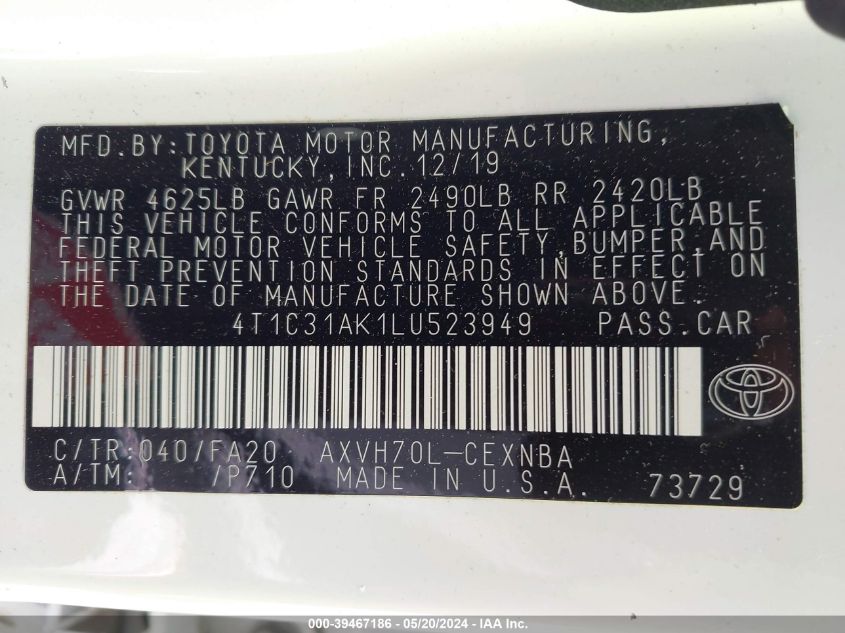 MFD.BY:TOYOTA MOTOR MANUFACTURING,
KENTUCKY,INC.12/19
GVWR 4625LB GAWR FR 2490LB RR 2420LB
THIS VEHICLE CONFORMS TO ALL APPLICABLE
FEDERAL MOTOR VEHICLE SAFETY,BUMPER,AND
THEFT PREVENTION STANDARDS IN EFFECT ON
THE DATE OF MANUFACTURE SHOWN ABOVE.
4T1C31AK1LU523949 PASS.CAR
C/TR:040/FA20 AXVH70L-CEXNBA
A/TM: /P710 MADE IN U.S.A. 73729
000-39467186 - 05/20/2024 - IAA Inc.